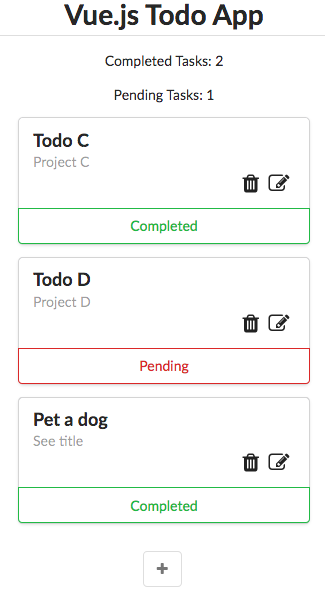 Vue.js Todo App
Completed Tasks: 2
Pending Tasks: 1
Todo C
Project C
Completed
Todo D
Project D
Pending
Pet a dog
See title
Completed
+